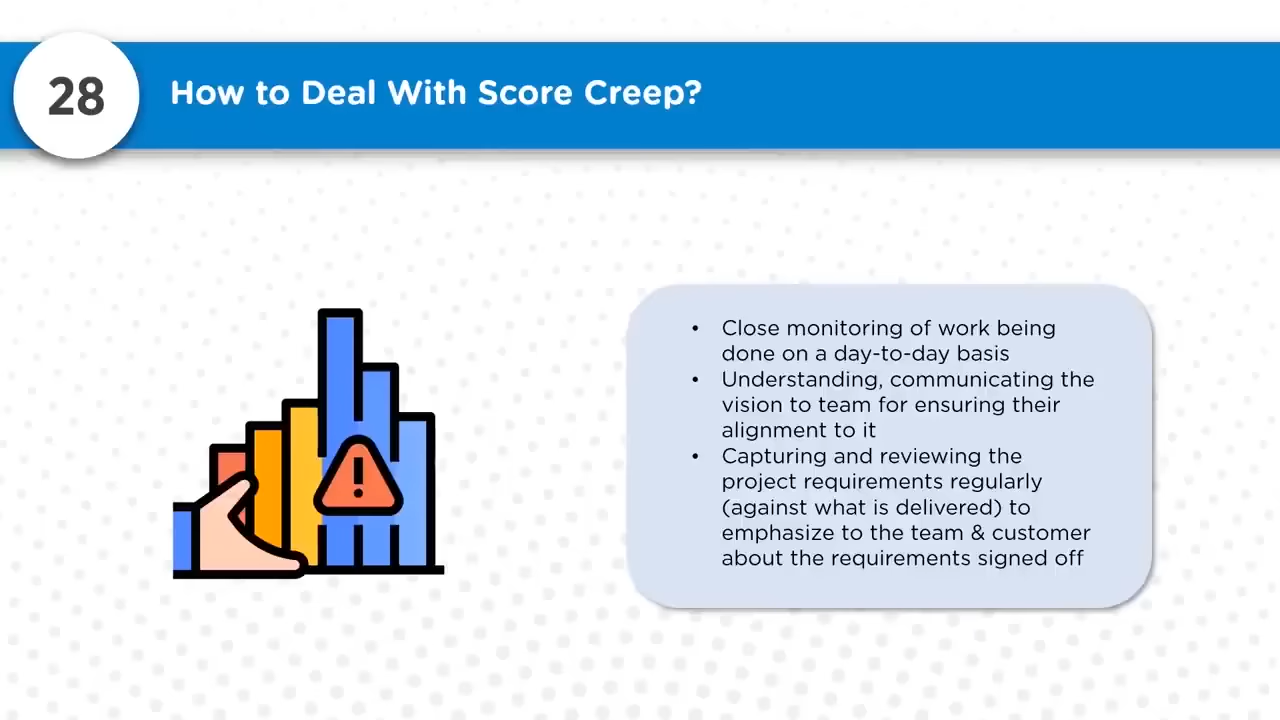 28
How to Deal With Score Creep?
• Close monitoring of work being
done on a day-to-day basis
• Understanding, communicating the
vision to team for ensuring their
alignment to it
• Capturing and reviewing the
project requirements regularly
(against what is delivered) to
emphasize to the team & customer
about the requirements signed off
!